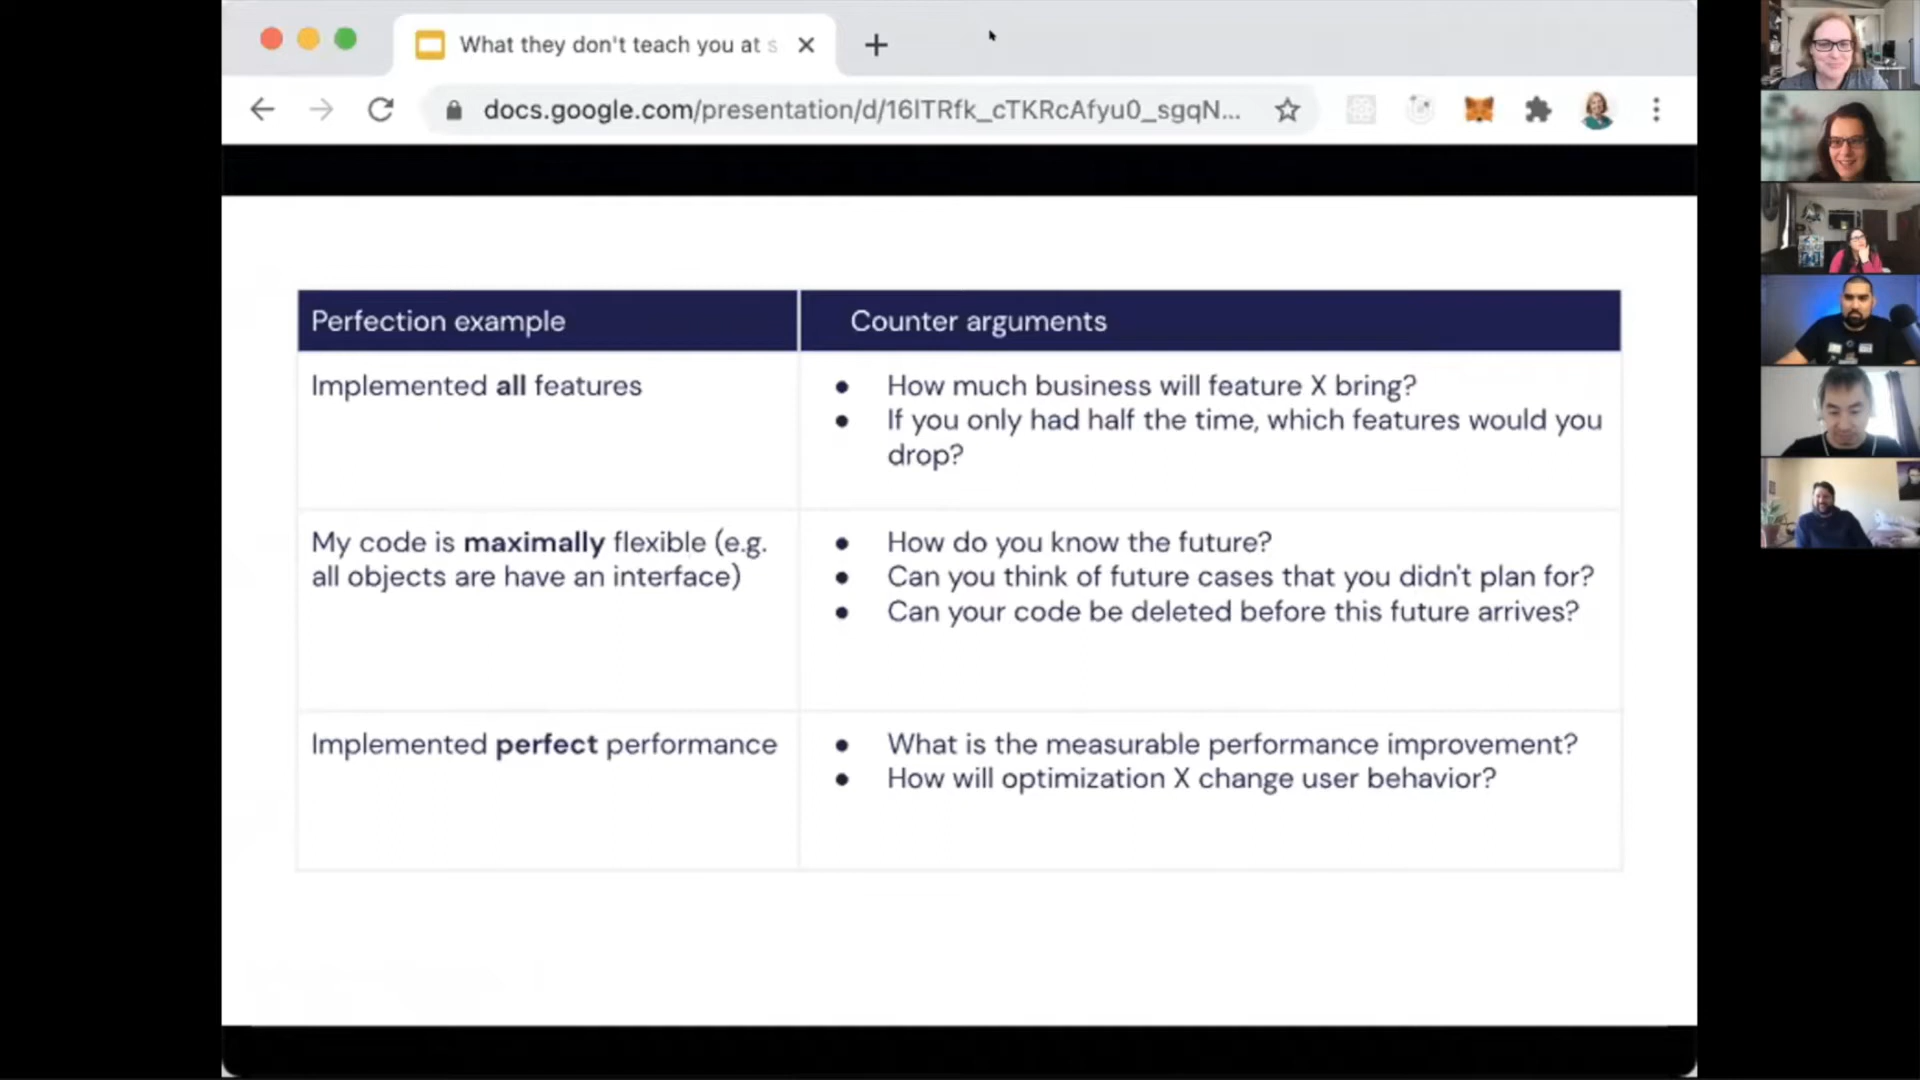 What they don't teach you at s
docs.google.com/presentation/d/16lTRfk_cTKRcAfyu0_sgqN...
Perfection example
Counter arguments
Implemented all features
● How much business will feature X bring?
● If you only had half the time, which features would you
drop?
My code is maximally flexible (e.g.
all objects are have an interface)
● How do you know the future?
● Can you think of future cases that you didn't plan for?
● Can your code be deleted before this future arrives?
Implemented perfect performance
● What is the measurable performance improvement?
● How will optimization X change user behavior?